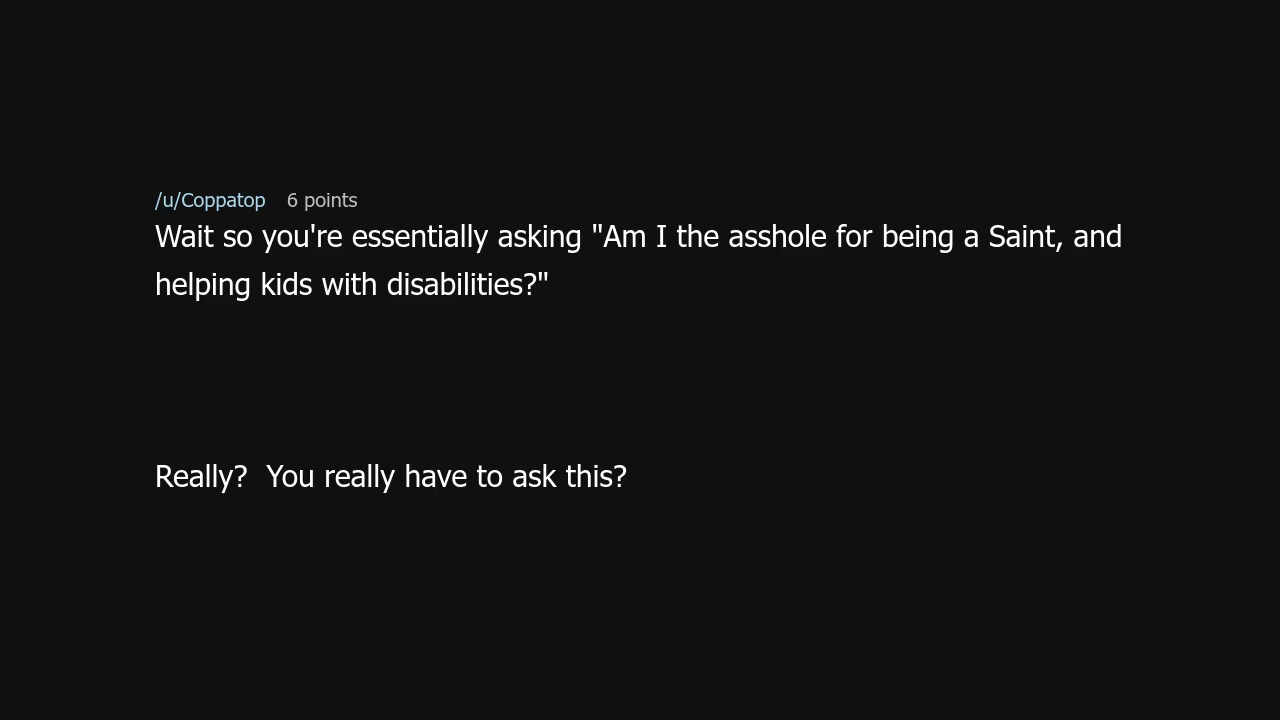 /u/Coppatop 6 points
Wait so you're essentially asking "Am I the asshole for being a Saint, and
helping kids with disabilities?"
Really?  You really have to ask this?